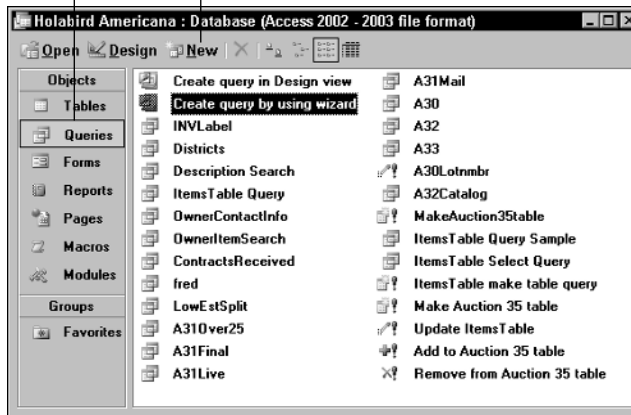 Holabird Americana : Database (Access 2002 - 2003 file format)
Open Design New
Objects
Tables
Queries
Forms
Reports
Pages
Macros
Modules
Groups
Favorites
Create query in Design view
Create query by using wizard
INVLabel
Districts
Description Search
ItemsTable Query
OwnerContactInfo
OwnerItemSearch
ContractsReceived
fred
LowEstSplit
A31Over25
A31Final
A31Live
A31Mail
A30
A32
A33
A30Lotnmbr
A32Catalog
MakeAuction35table
ItemsTable Query Sample
ItemsTable Select Query
ItemsTable make table query
Make Auction 35 table
Update ItemsTable
Add to Auction 35 table
Remove from Auction 35 table